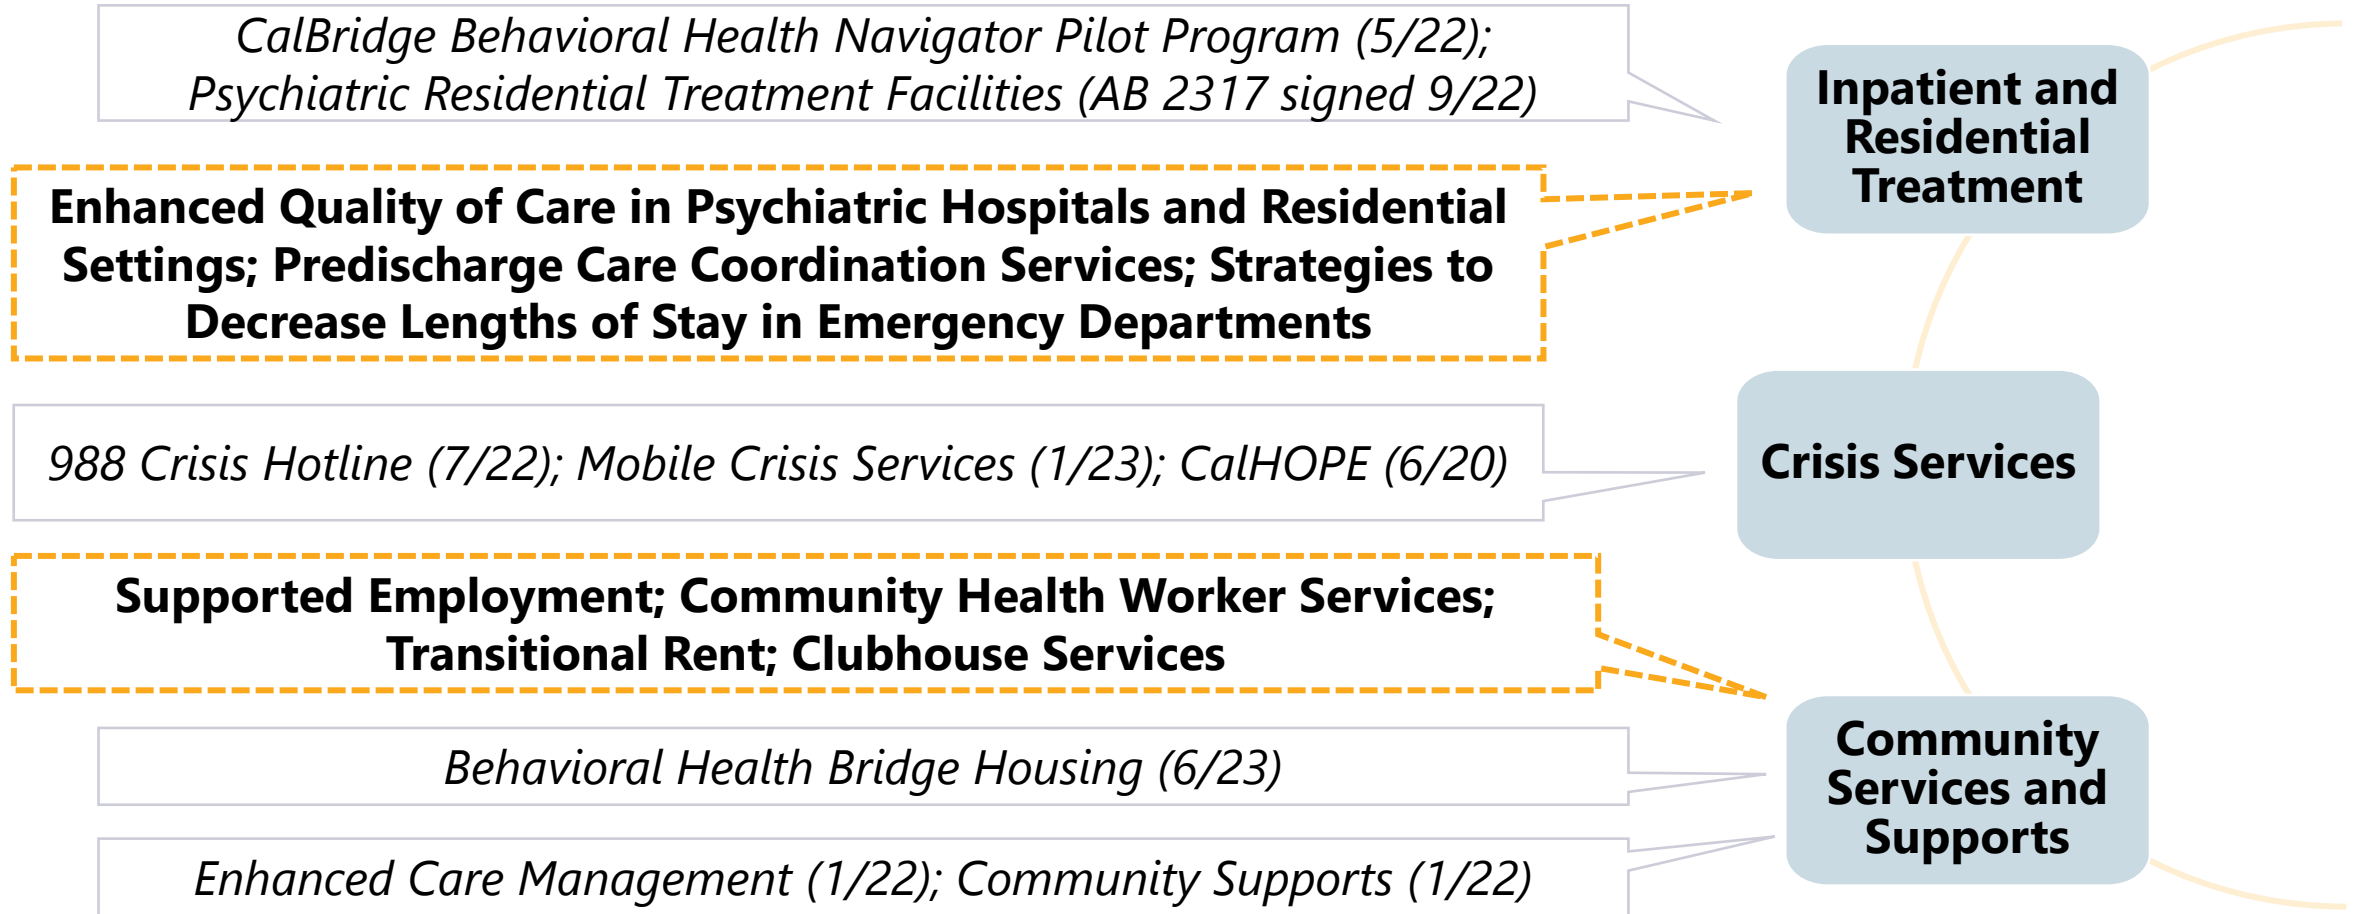 CalBridge Behavioral Health Navigator Pilot Program (5/22);
Psychiatric Residential Treatment Facilities (AB 2317 signed 9/22)
Inpatient and
Residential
Treatment
Enhanced Quality of Care in Psychiatric Hospitals and Residential
Settings; Predischarge Care Coordination Services; Strategies to
Decrease Lengths of Stay in Emergency Departments
988 Crisis Hotline (7/22); Mobile Crisis Services (1/23); CalHOPE (6/20)
Crisis Services
Supported Employment; Community Health Worker Services;
Transitional Rent; Clubhouse Services
Behavioral Health Bridge Housing (6/23)
Community
Services and
Supports
Enhanced Care Management (1/22); Community Supports (1/22)